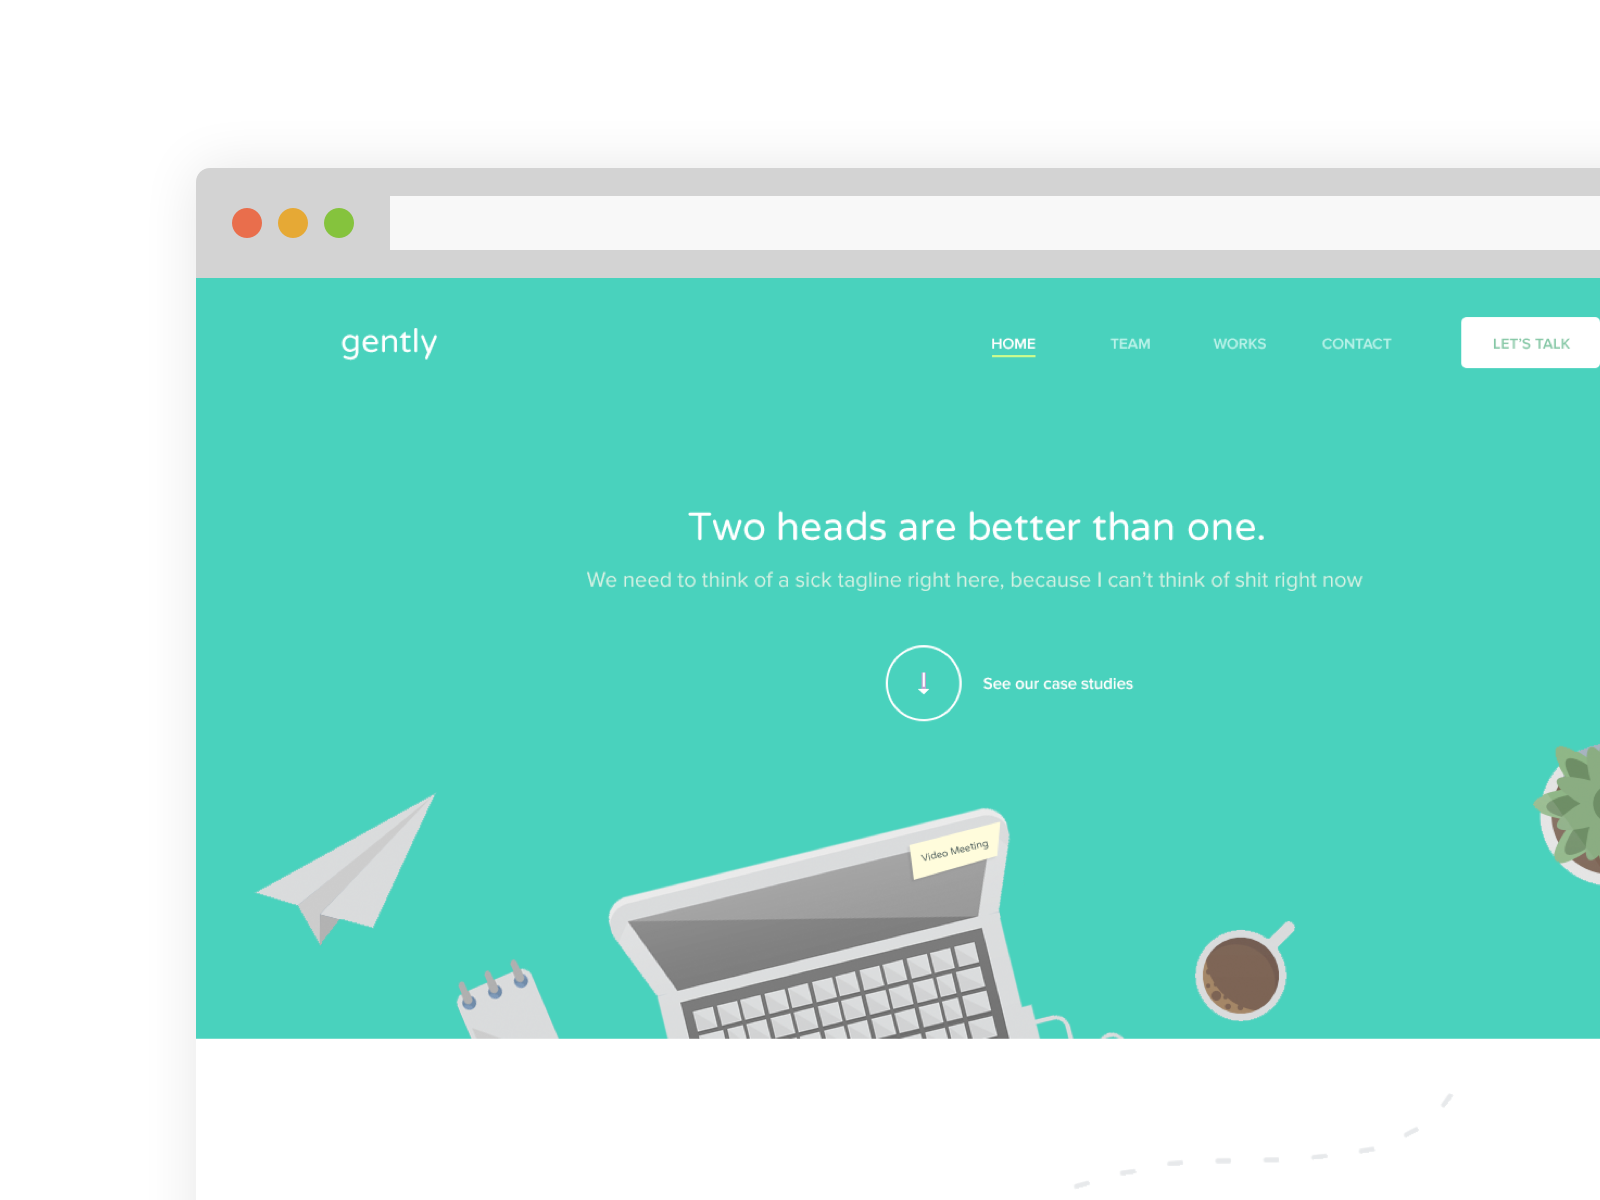 gently
HOME TEAM WORKS CONTACT LET'S TALK
Two heads are better than one.
We need to think of a sick tagline right here, because I can't think of shit right now
See our case studies
Video Meeting